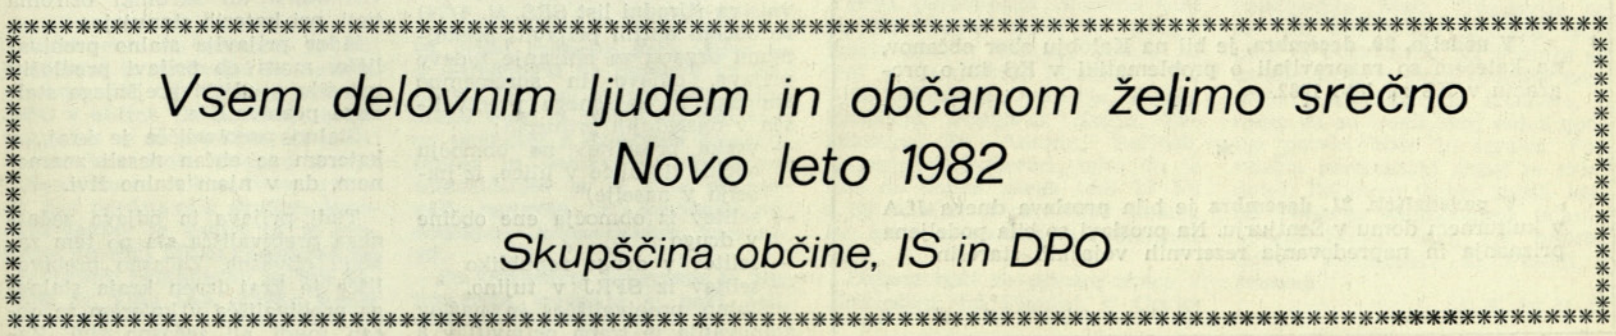 Vsem delovnim ljudem in občanom želimo srečno
Novo leto 1982
Skupščina občine, IS in DPO